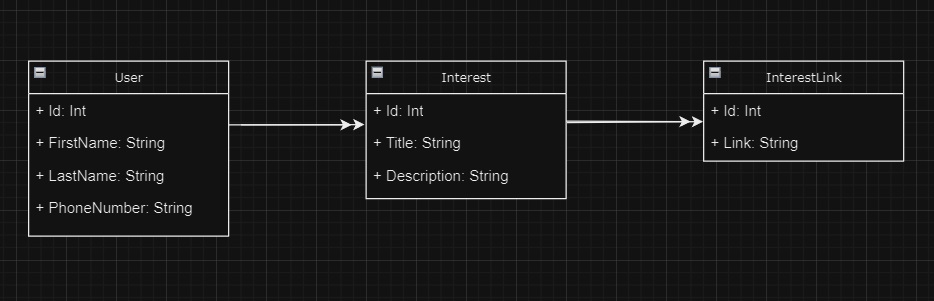 User
+ Id: Int
+ FirstName: String
+ LastName: String
+ PhoneNumber: String
Interest
+ Id: Int
+ Title: String
+ Description: String
InterestLink
+ Id: Int
+ Link: String